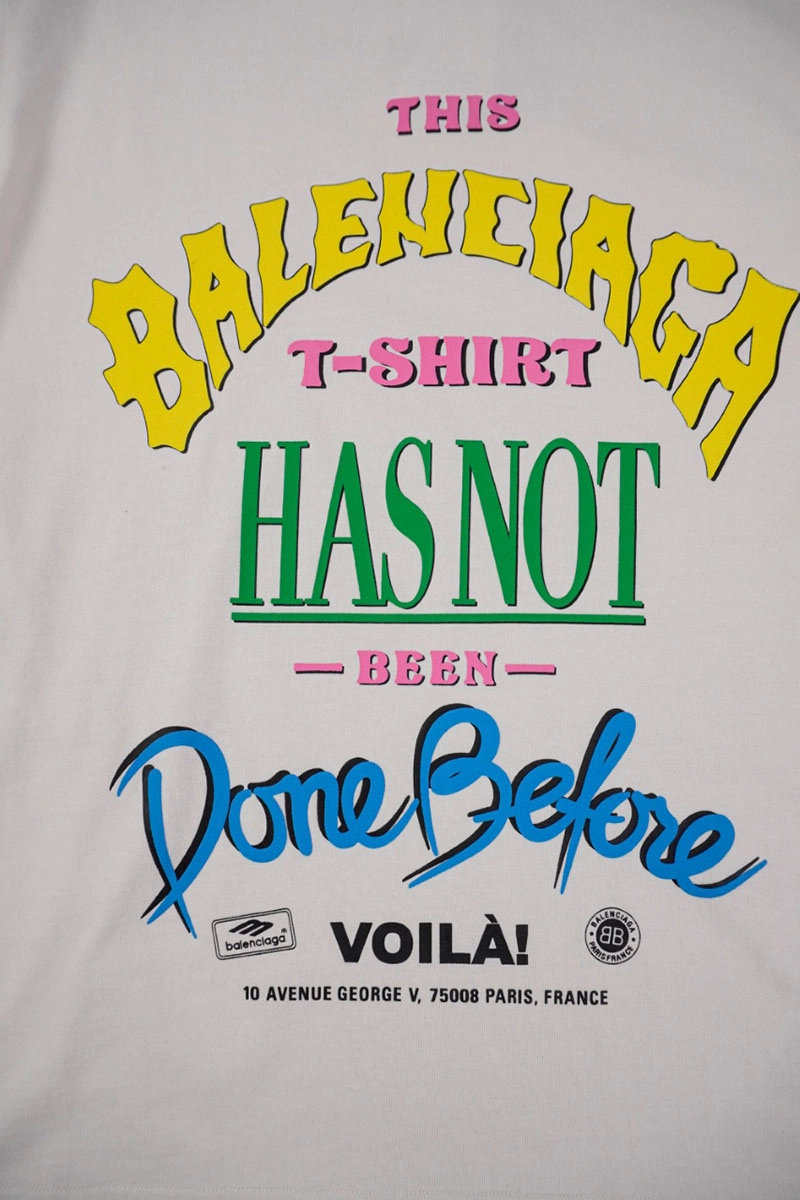 THIS
BALENCIAGA
T-SHIRT
HAS NOT
— BEEN —
Done Before
balenciaga
VOILÀ!
BALENCIAGA
BB
PARIS FRANCE
10 AVENUE GEORGE V, 75008 PARIS, FRANCE